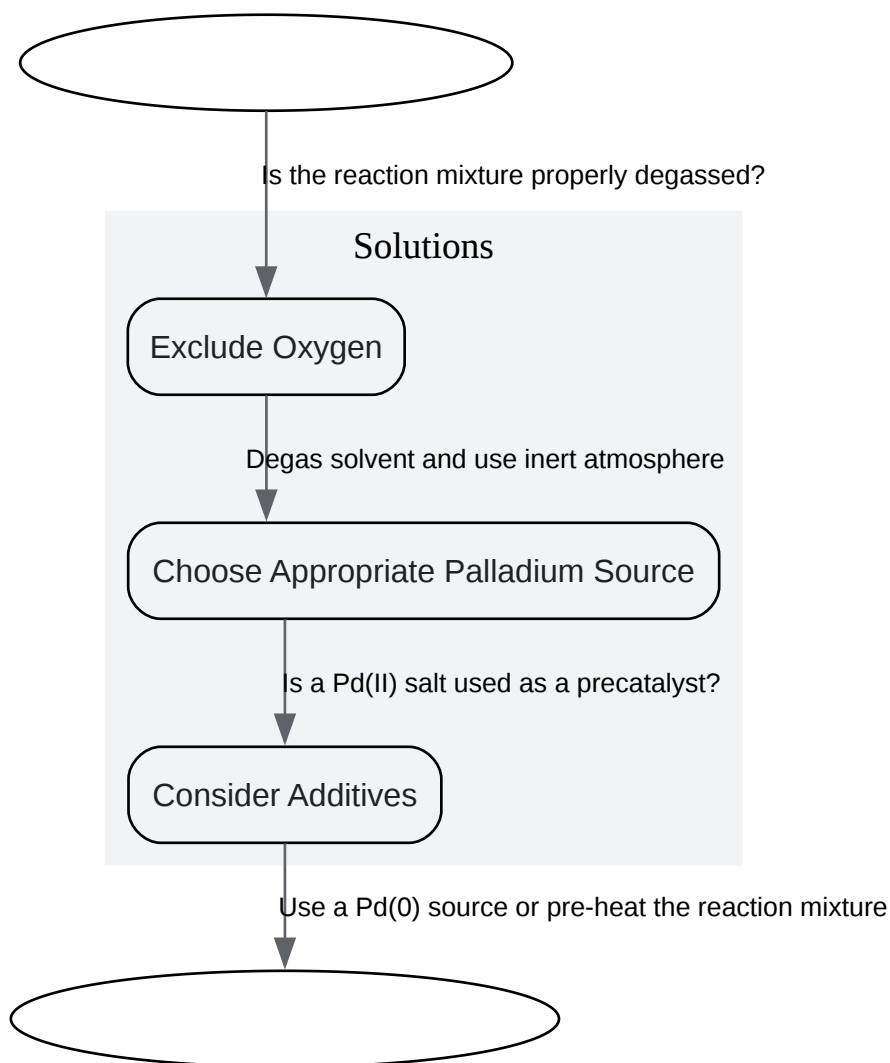 Is the reaction mixture properly degassed?
Solutions
Exclude Oxygen
Degas solvent and use inert atmosphere
Choose Appropriate Palladium Source
Is a Pd(II) salt used as a precatalyst?
Consider Additives
Use a Pd(0) source or pre-heat the reaction mixture